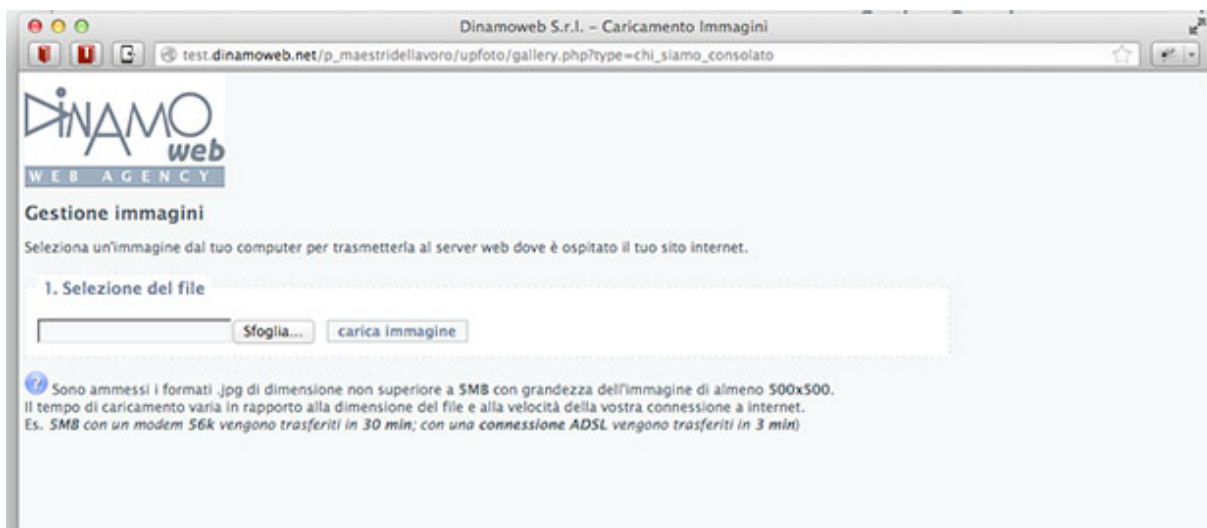 Dinamoweb S.r.l. – Caricamento Immagini
test.dinamoweb.net/p_maestridellavoro/upfoto/gallery.php?type=chi_siamo_consolato
DiNAMO
web
WEB AGENCY
Gestione immagini
Seleziona un'immagine dal tuo computer per trasmetterla al server web dove è ospitato il tuo sito internet.
1. Selezione del file
Sfoglia... carica immagine
? Sono ammessi i formati .jpg di dimensione non superiore a 5MB con grandezza dell'immagine di almeno 500x500.
Il tempo di caricamento varia in rapporto alla dimensione del file e alla velocità della vostra connessione a internet.
Es. 5MB con un modem 56k vengono trasferiti in 30 min; con una connessione ADSL vengono trasferiti in 3 min)